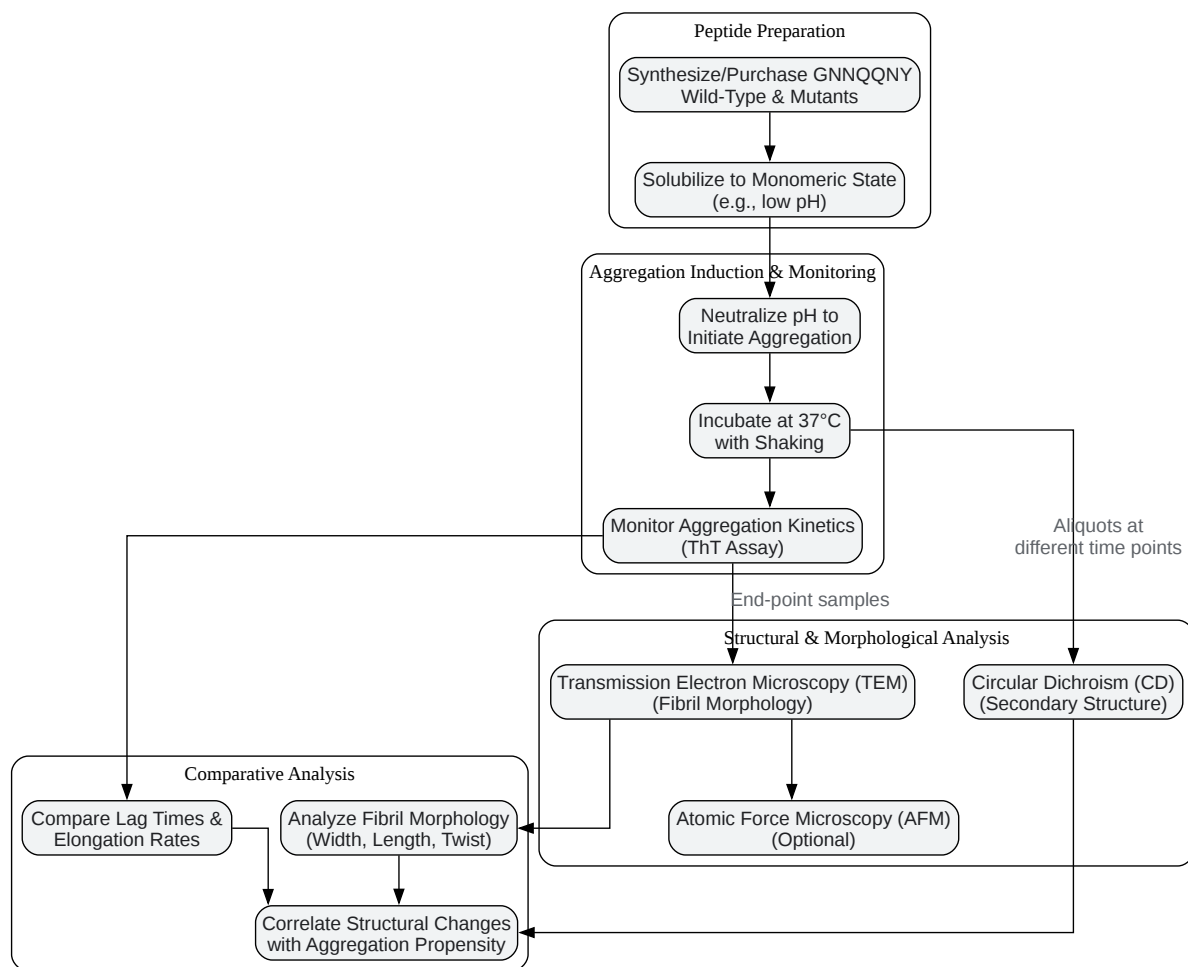 Peptide Preparation
Synthesize/Purchase GNNQQNY
Wild-Type & Mutants
Solubilize to Monomeric State
(e.g., low pH)
Aggregation Induction & Monitoring
Neutralize pH to
Initiate Aggregation
Incubate at 37°C
with Shaking
Monitor Aggregation Kinetics
(ThT Assay)
Aliquots at
different time points
End-point samples
Structural & Morphological Analysis
Transmission Electron Microscopy (TEM)
(Fibril Morphology)
Circular Dichroism (CD)
(Secondary Structure)
Comparative Analysis
Compare Lag Times &
Elongation Rates
Analyze Fibril Morphology
(Width, Length, Twist)
Atomic Force Microscopy (AFM)
(Optional)
Correlate Structural Changes
with Aggregation Propensity